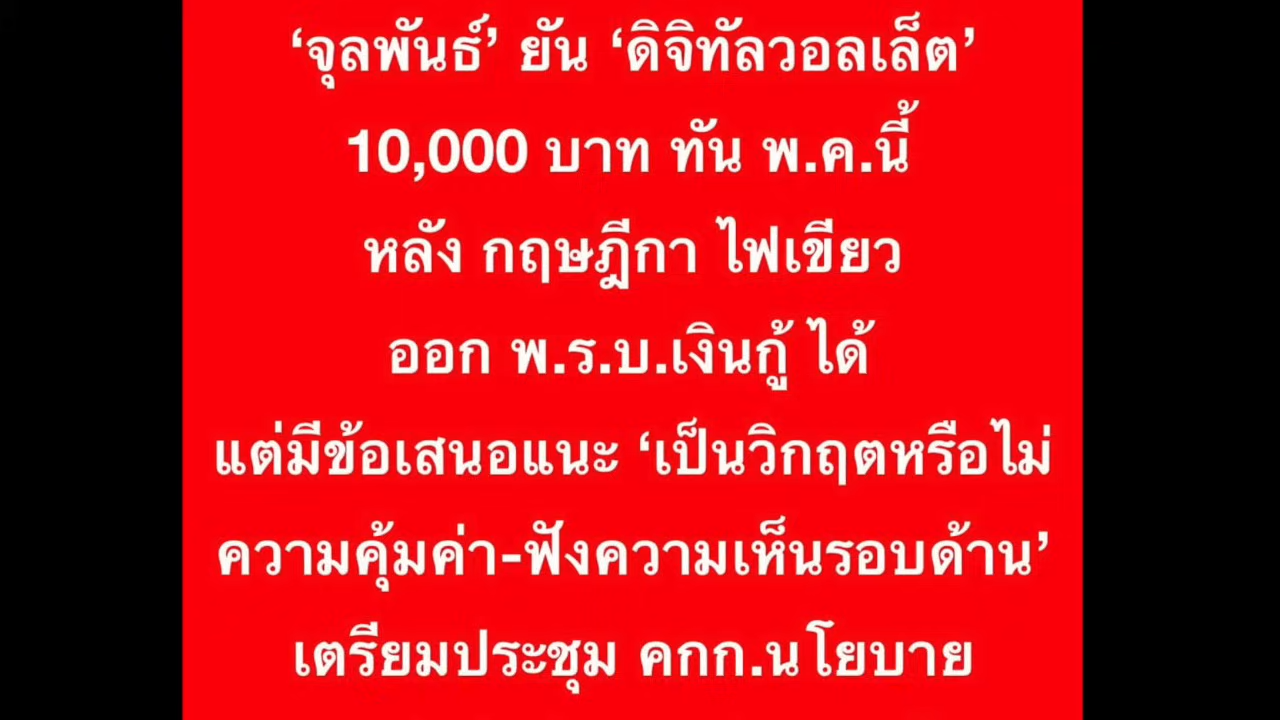 ‘จุลพันธ์’ ยัน ‘ดิจิทัลวอลเล็ต’
10,000 บาท ทัน พ.ค.นี้
หลัง กฤษฎีกา ไฟเขียว
ออก พ.ร.บ.เงินกู้ ได้
แต่มีข้อเสนอแนะ ‘เป็นวิกฤตหรือไม่
ความคุ้มค่า-ฟังความเห็นรอบด้าน’
เตรียมประชุม คกก.นโยบาย